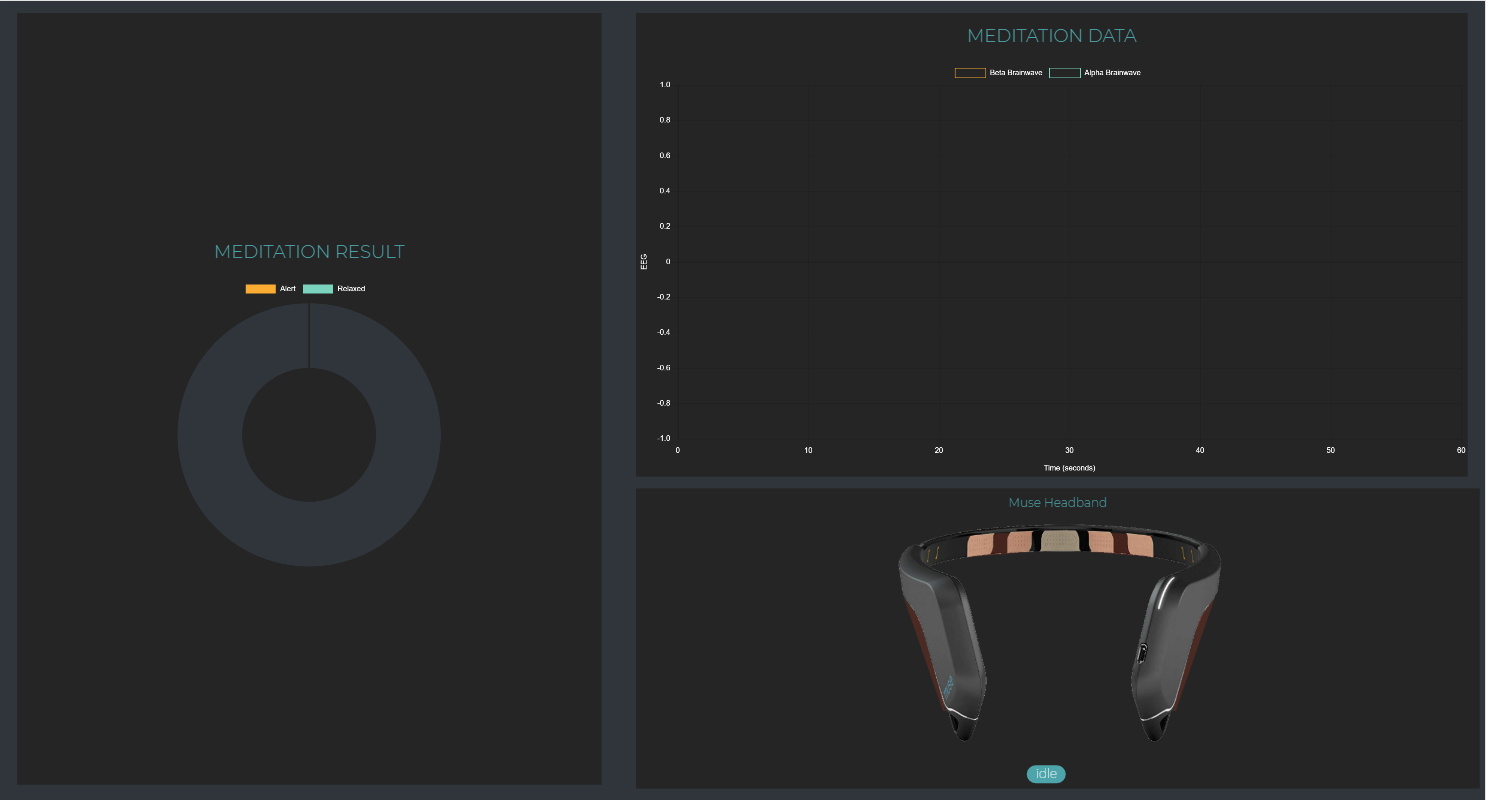 MEDITATION RESULT
Alert Relaxed
MEDITATION DATA
Beta Brainwave Alpha Brainwave
1.0
0.8
0.6
0.4
0.2
0
-0.2
-0.4
-0.6
-0.8
-1.0
EEG
0 10 20 30 40 50 60
Time (seconds)
Muse Headband
idle